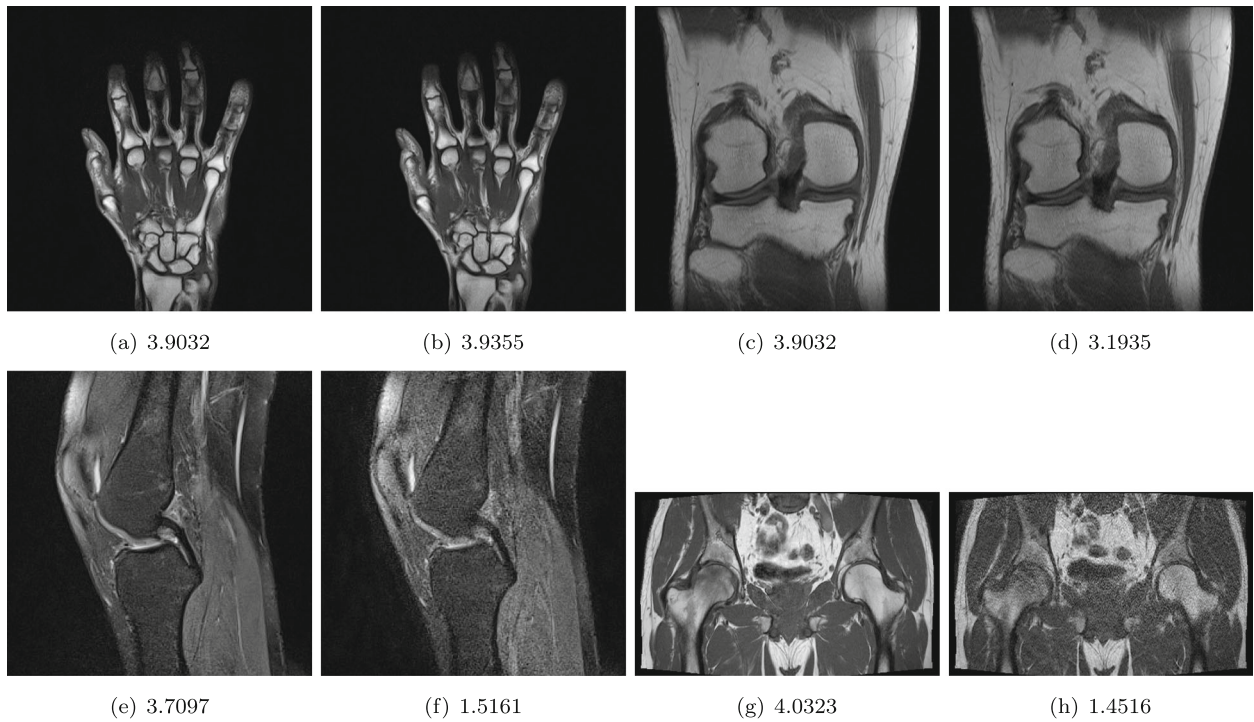 (a) 3.9032
(b) 3.9355
(c) 3.9032
(d) 3.1935
(e) 3.7097
(f) 1.5161
(g) 4.0323
(h) 1.4516